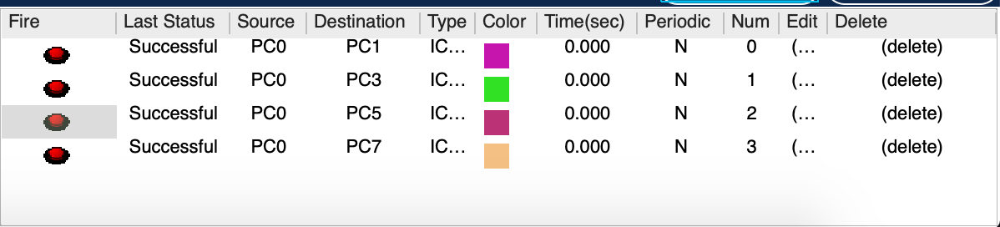 Fire Last Status Source Destination Type Color Time(sec) Periodic Num Edit Delete
Successful PC0 PC1 IC... 0.000 N 0 (... (delete)
Successful PC0 PC3 IC... 0.000 N 1 (... (delete)
Successful PC0 PC5 IC... 0.000 N 2 (... (delete)
Successful PC0 PC7 IC... 0.000 N 3 (... (delete)